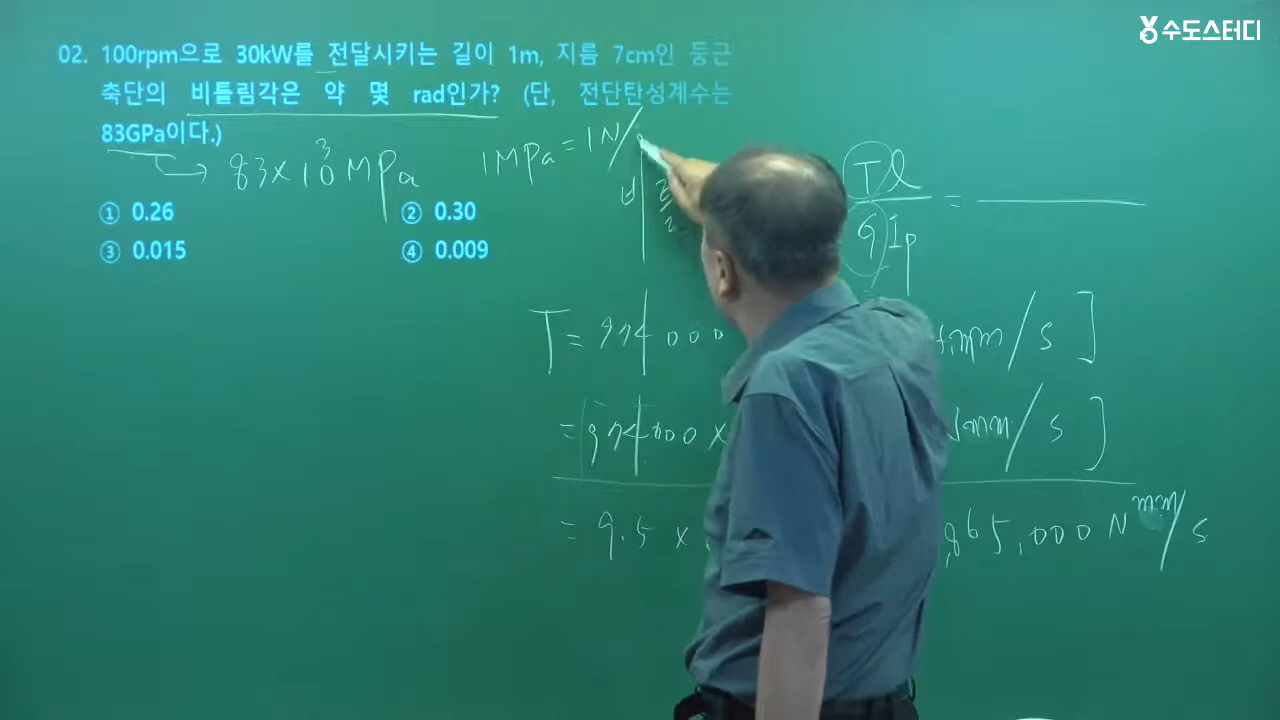 수도스터디
02. 100rpm으로 30kW를 전달시키는 길이 1m, 지름 7cm인 둥근
축단의 비틀림각은 약 몇 rad인가? (단, 전단탄성계수는
83GPa이다.)
83×10³MPa
1MPa = 1N/
① 0.26 ② 0.30
③ 0.015 ④ 0.009
비
Tl
= 
GIp
T = 974000 mm/s ]
= 974000 × mm/s ]
= 9.5 × 865,000 N mm/s